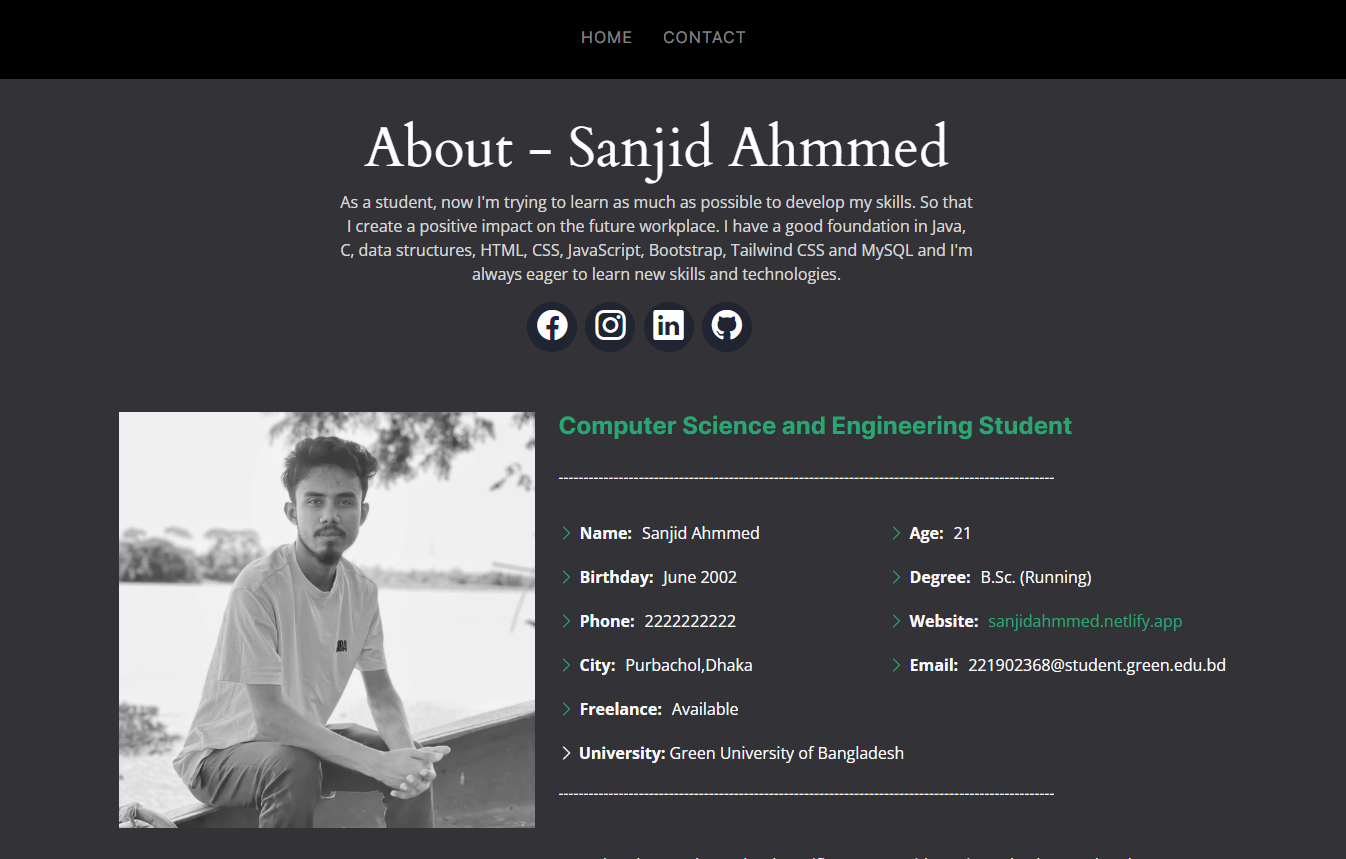 HOME CONTACT
About - Sanjid Ahmmed
As a student, now I'm trying to learn as much as possible to develop my skills. So that
I create a positive impact on the future workplace. I have a good foundation in Java,
C, data structures, HTML, CSS, JavaScript, Bootstrap, Tailwind CSS and MySQL and I'm
always eager to learn new skills and technologies.
Computer Science and Engineering Student
Name: Sanjid Ahmmed
Birthday: June 2002
Phone: 2222222222
City: Purbachol,Dhaka
Freelance: Available
University: Green University of Bangladesh
Age: 21
Degree: B.Sc. (Running)
Website: sanjidahmmed.netlify.app
Email: 221902368@student.green.edu.bd